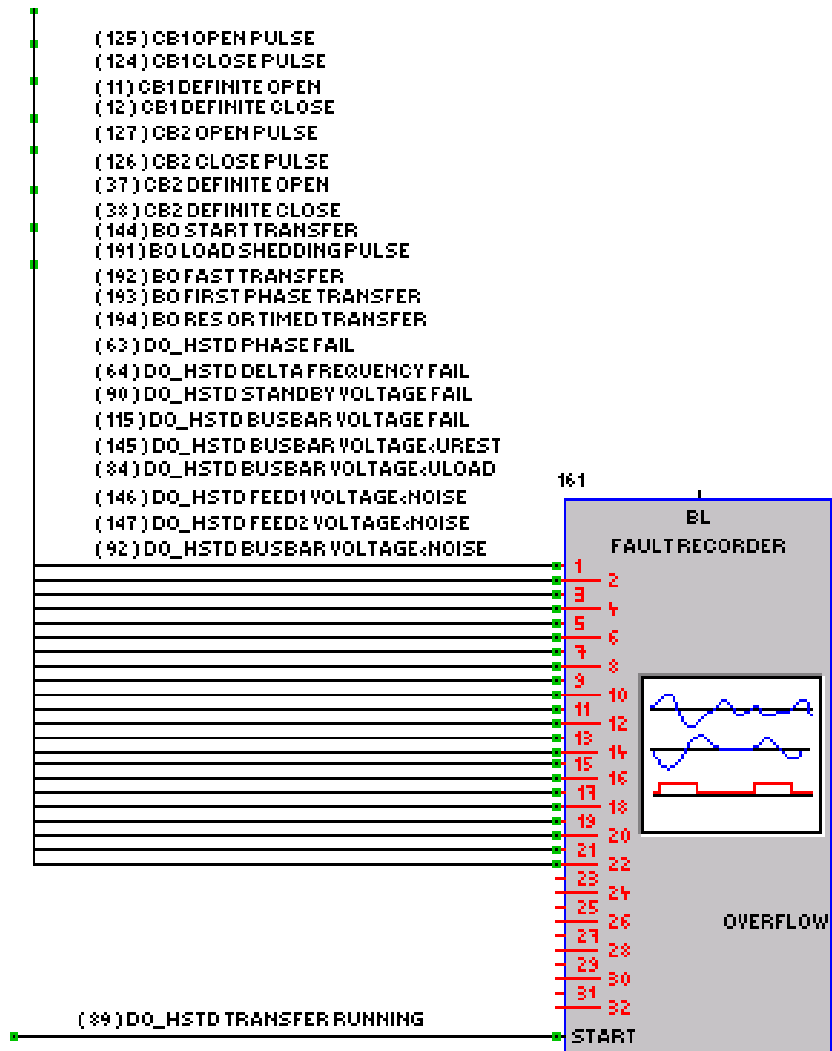 (125) CB1 OPEN PULSE
(124) CB1 CLOSE PULSE
(11) CB1 DEFINITE OPEN
(12) CB1 DEFINITE CLOSE
(127) CB2 OPEN PULSE
(126) CB2 CLOSE PULSE
(37) CB2 DEFINITE OPEN
(38) CB2 DEFINITE CLOSE
(144) BO START TRANSFER
(191) BO LOAD SHEDDING PULSE
(192) BO FAST TRANSFER
(193) BO FIRST PHASE TRANSFER
(194) BO RES OR TIMED TRANSFER
(63) DO_HSTD PHASE FAIL
(64) DO_HSTD DELTA FREQUENCY FAIL
(90) DO_HSTD STANDBY VOLTAGE FAIL
(115) DO_HSTD BUSBAR VOLTAGE FAIL
(145) DO_HSTD BUSBAR VOLTAGE<UREST
(84) DO_HSTD BUSBAR VOLTAGE<ULOAD
(146) DO_HSTD FEED1 VOLTAGE<NOISE
(147) DO_HSTD FEED2 VOLTAGE<NOISE
(92) DO_HSTD BUSBAR VOLTAGE<NOISE
161
BL
FAULT RECORDER
1
2
3
4
5
6
7
8
9
10
11
12
13
14
15
16
17
18
19
20
21
22
23
24
25
26
OVERFLOW
27
28
29
30
31
32
(89) DO_HSTD TRANSFER RUNNING
START